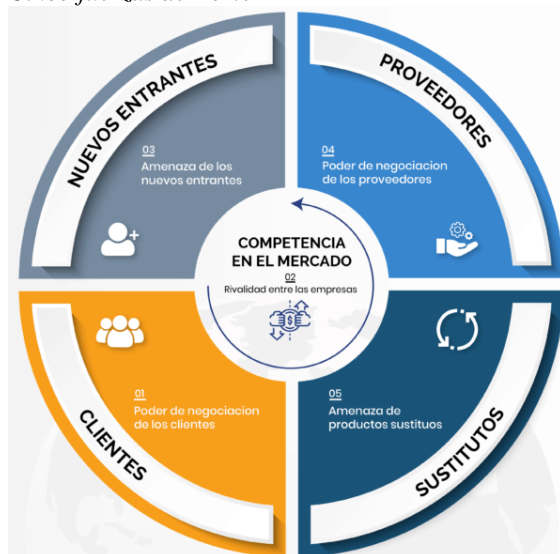 NUEVOS ENTRANTES
03
Amenaza de los
nuevos entrantes
PROVEEDORES
04
Poder de negociacion
de los proveedores
COMPETENCIA
EN EL MERCADO
02
Rivalidad entre las empresas
$
01
Poder de negociacion
de los clientes
CLIENTES
05
Amenaza de
productos sustituos
SUSTITUTOS